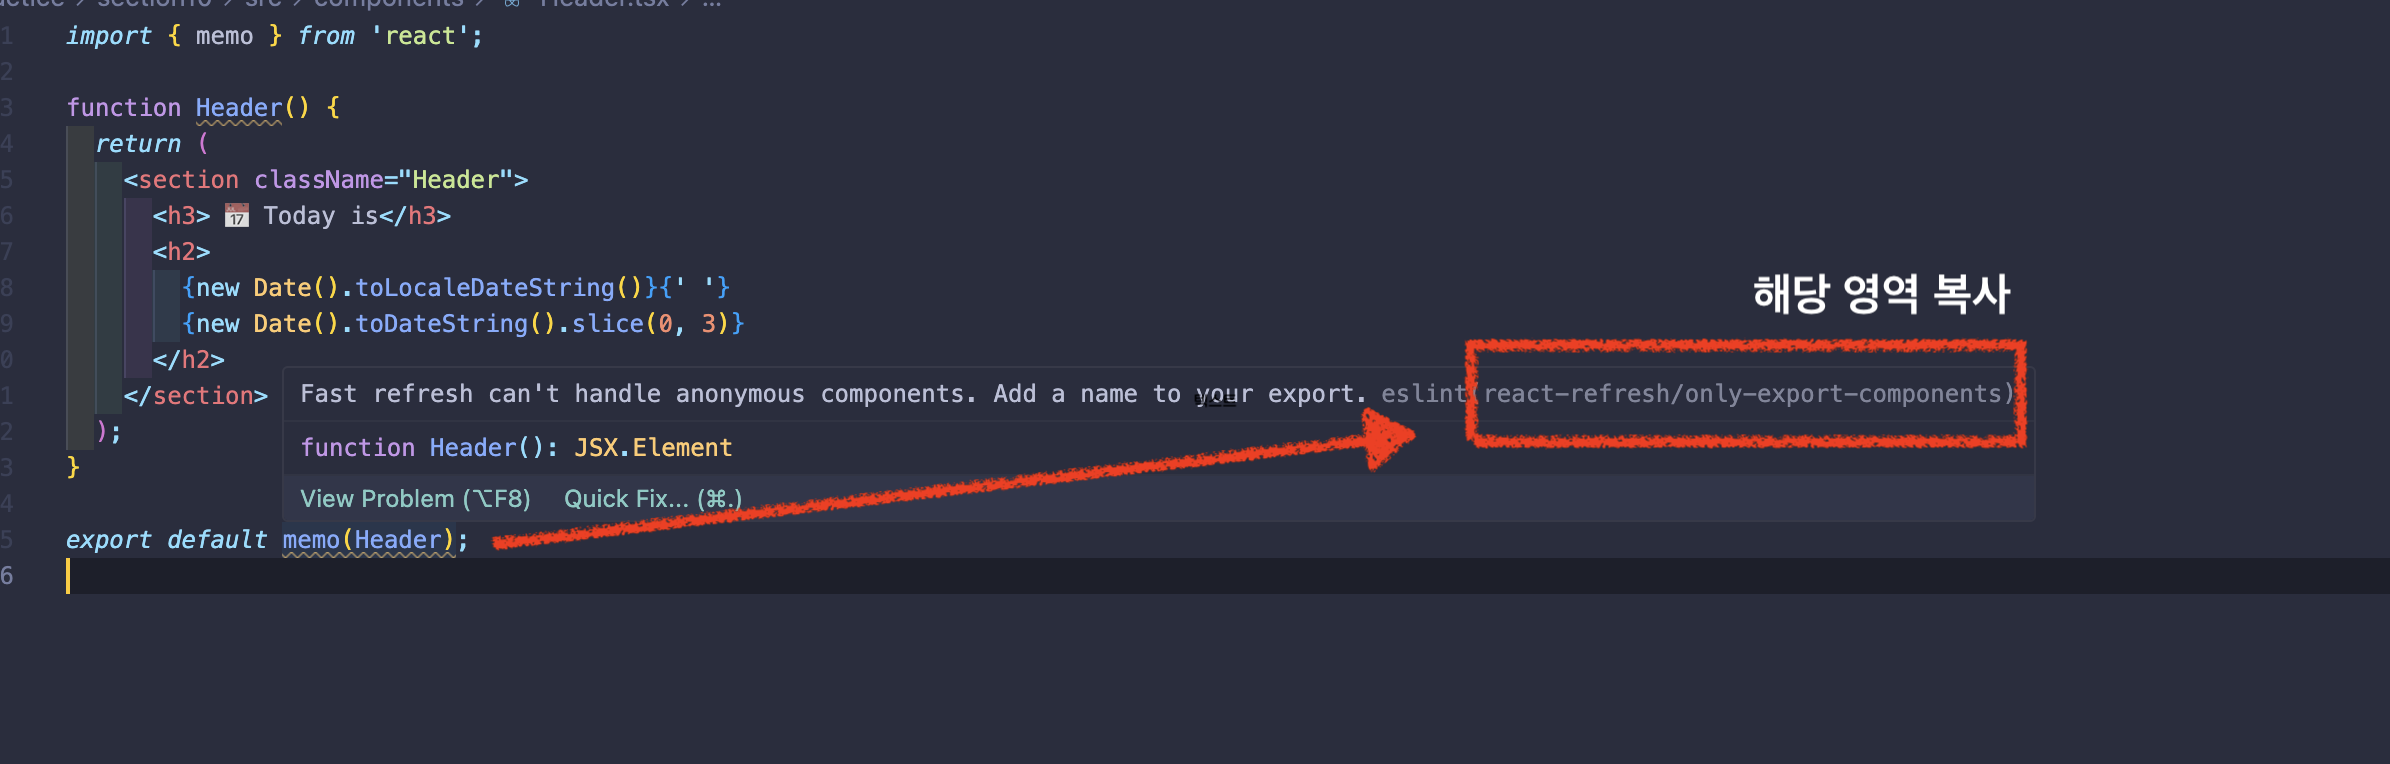 src > components > Header.tsx > ...
1 import { memo } from 'react';
2
3 function Header() {
4 return (
5 <section className="Header">
6 <h3> 📅 Today is</h3>
7 <h2>
8 {new Date().toLocaleDateString()}{' '}
9 {new Date().toDateString().slice(0, 3)}
해당 영역 복사
0 </h2>
1 </section>
Fast refresh can't handle anonymous components. Add a name to your export. eslint(react-refresh/only-export-components)
텍스트
2 );
function Header(): JSX.Element
3 }
4
View Problem (⌥F8) Quick Fix... (⌘.)
5 export default memo(Header);
6